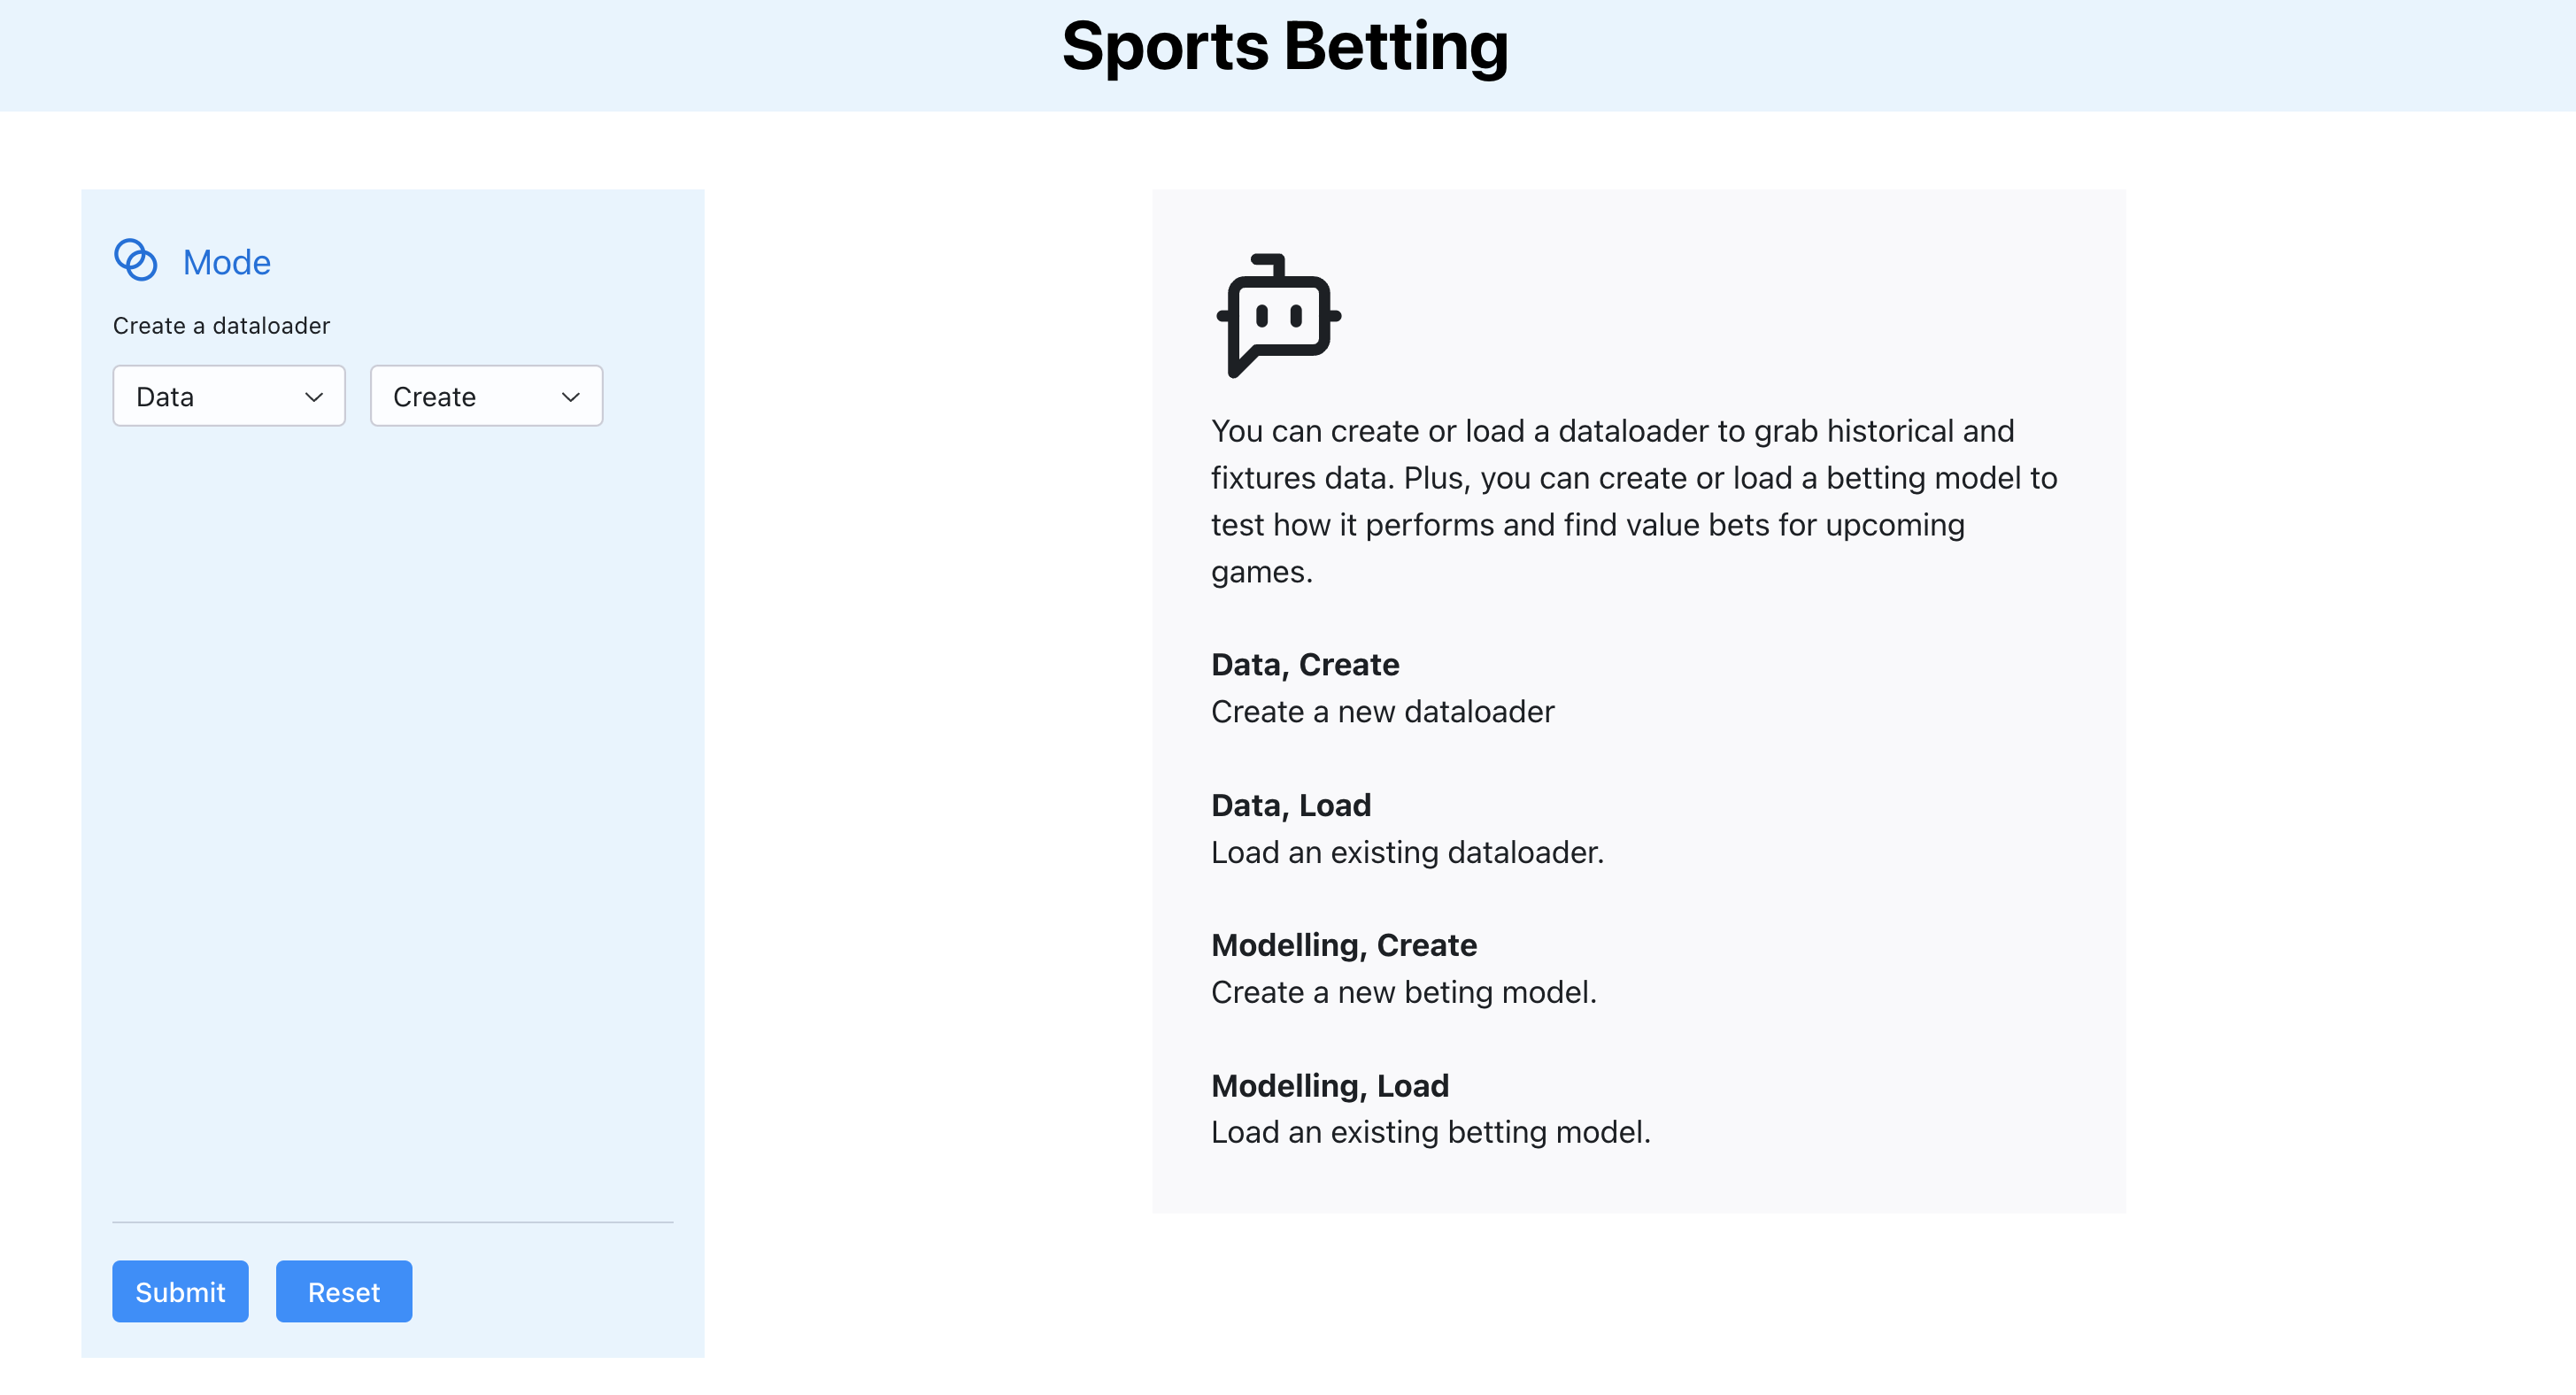 Sports Betting
Mode
Create a dataloader
Data
Create
Submit
Reset
You can create or load a dataloader to grab historical and
fixtures data. Plus, you can create or load a betting model to
test how it performs and find value bets for upcoming
games.
Data, Create
Create a new dataloader
Data, Load
Load an existing dataloader.
Modelling, Create
Create a new beting model.
Modelling, Load
Load an existing betting model.